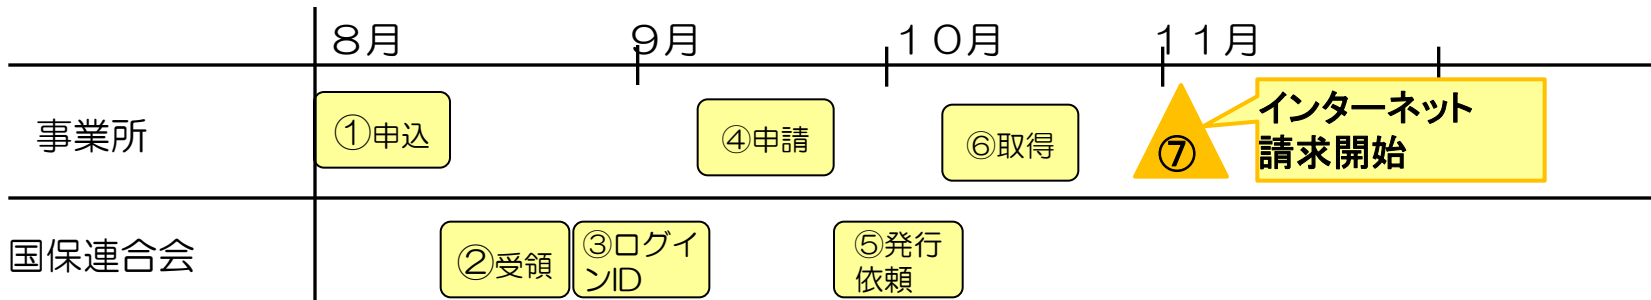 ８月 ９月 １０月 １１月
事業所
①申込
④申請
⑥取得
⑦
インターネット
請求開始
国保連合会
②受領
③ログイ
ンID
⑤発行
依頼